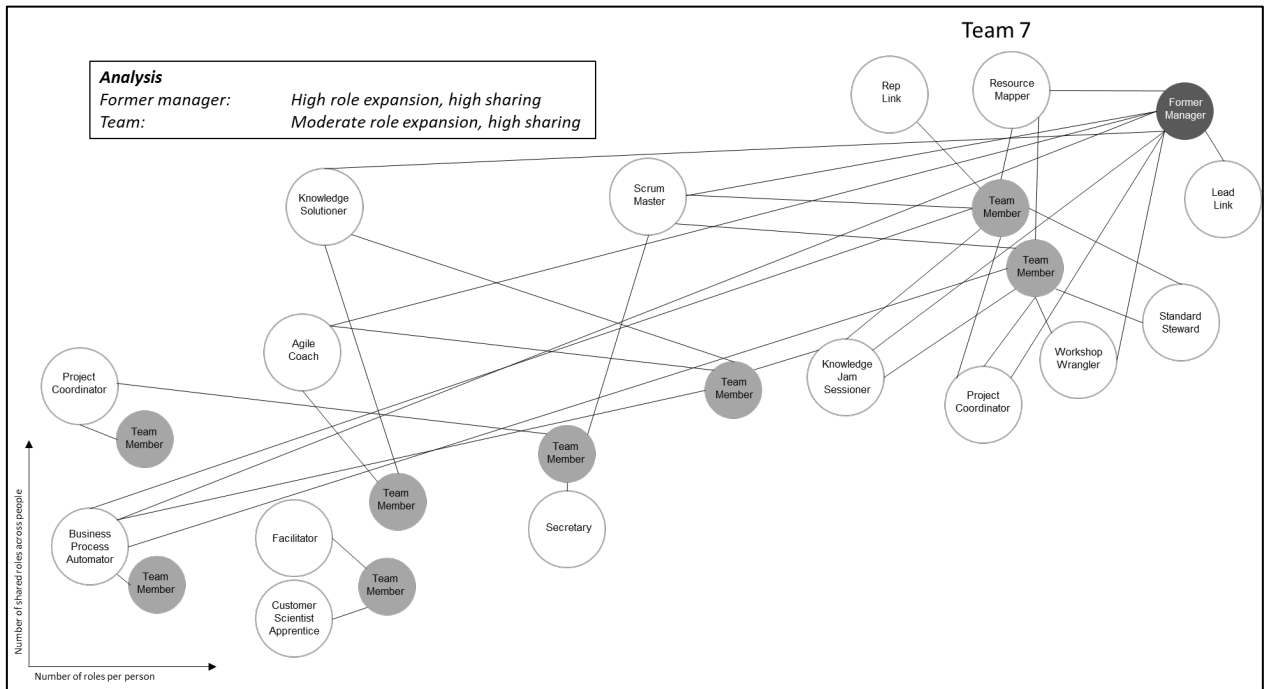 Team 7
Analysis
Former manager: High role expansion, high sharing
Team: Moderate role expansion, high sharing
Rep
Link
Resource
Mapper
Former
Manager
Knowledge
Solutioner
Scrum
Master
Team
Member
Lead
Link
Team
Member
Standard
Steward
Agile
Coach
Workshop
Wrangler
Project
Coordinator
Team
Member
Knowledge
Jam
Sessioner
Project
Coordinator
Team
Member
Team
Member
Team
Member
Secretary
Business
Process
Automator
Team
Member
Facilitator
Team
Member
Customer
Scientist
Apprentice
Number of shared roles across people
Number of roles per person